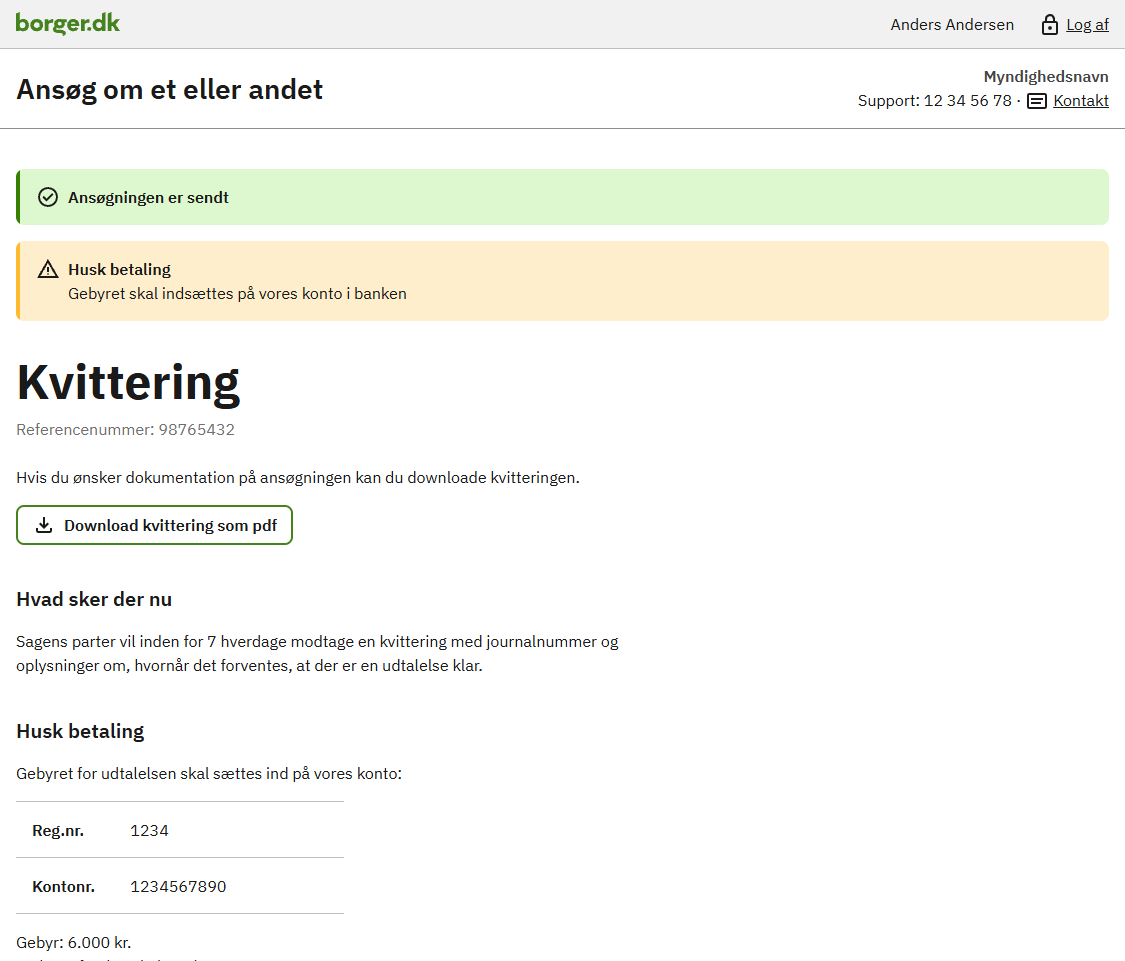 borger.dk
Anders Andersen
Log af
Ansøg om et eller andet
Myndighedsnavn
Support: 12 34 56 78 · Kontakt
Ansøgningen er sendt
Husk betaling
Gebyret skal indsættes på vores konto i banken
Kvittering
Referencenummer: 98765432
Hvis du ønsker dokumentation på ansøgningen kan du downloade kvitteringen.
Download kvittering som pdf
Hvad sker der nu
Sagens parter vil inden for 7 hverdage modtage en kvittering med journalnummer og
oplysninger om, hvornår det forventes, at der er en udtalelse klar.
Husk betaling
Gebyret for udtalelsen skal sættes ind på vores konto:
Reg.nr. 1234
Kontonr. 1234567890
Gebyr: 6.000 kr.